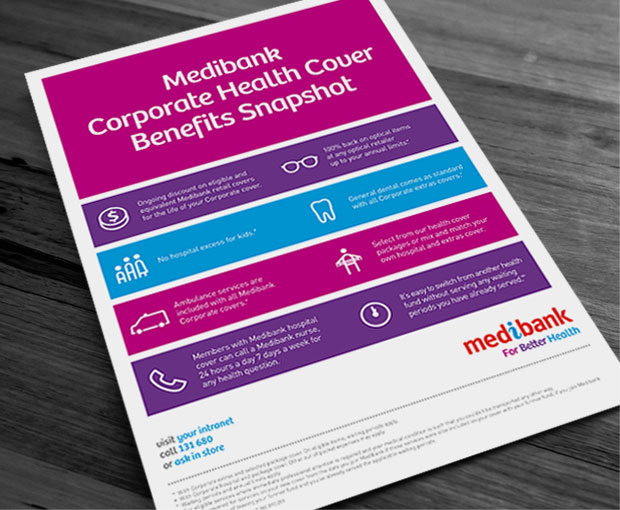 Medibank
Corporate Health Cover
Benefits Snapshot
Ongoing discount on eligible and
equivalent Medibank retail covers
for the life of your Corporate cover.
100% back on optical items
at any optical retailer
up to your annual limits.*
No hospital excess for kids.^
General dental comes as standard
with all Corporate extras covers.
Ambulance services are
included with all Medibank
Corporate covers.
Select from our health cover
packages or mix and match your
own hospital and extras cover.
Members with Medibank hospital
cover can call a Medibank nurse,
24 hours a day 7 days a week for
any health question.
It's easy to switch from another health
fund without serving any waiting
periods you have already served.
medibank
For Better Health
visit your intranet
call 131 680
or ask in store